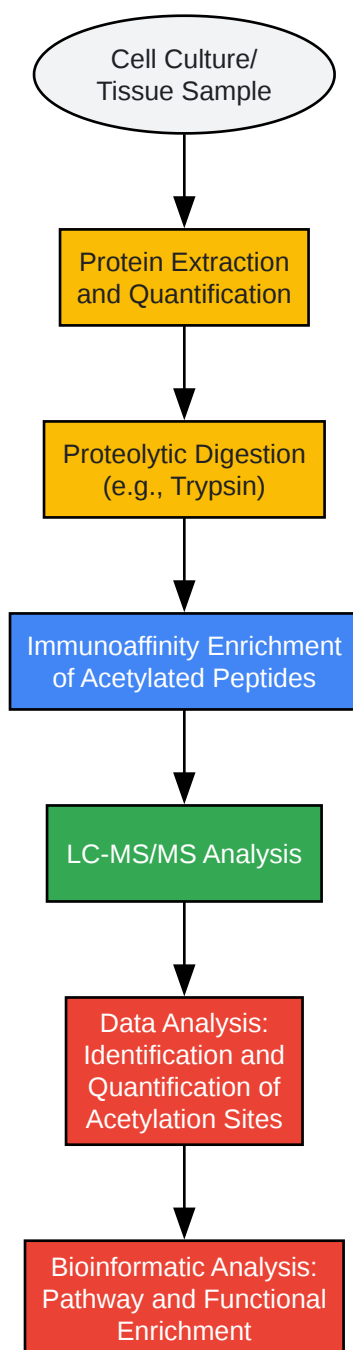 Cell Culture/
Tissue Sample
Protein Extraction
and Quantification
Proteolytic Digestion
(e.g., Trypsin)
Immunoaffinity Enrichment
of Acetylated Peptides
LC-MS/MS Analysis
Data Analysis:
Identification and
Quantification of
Acetylation Sites
Bioinformatic Analysis:
Pathway and Functional
Enrichment